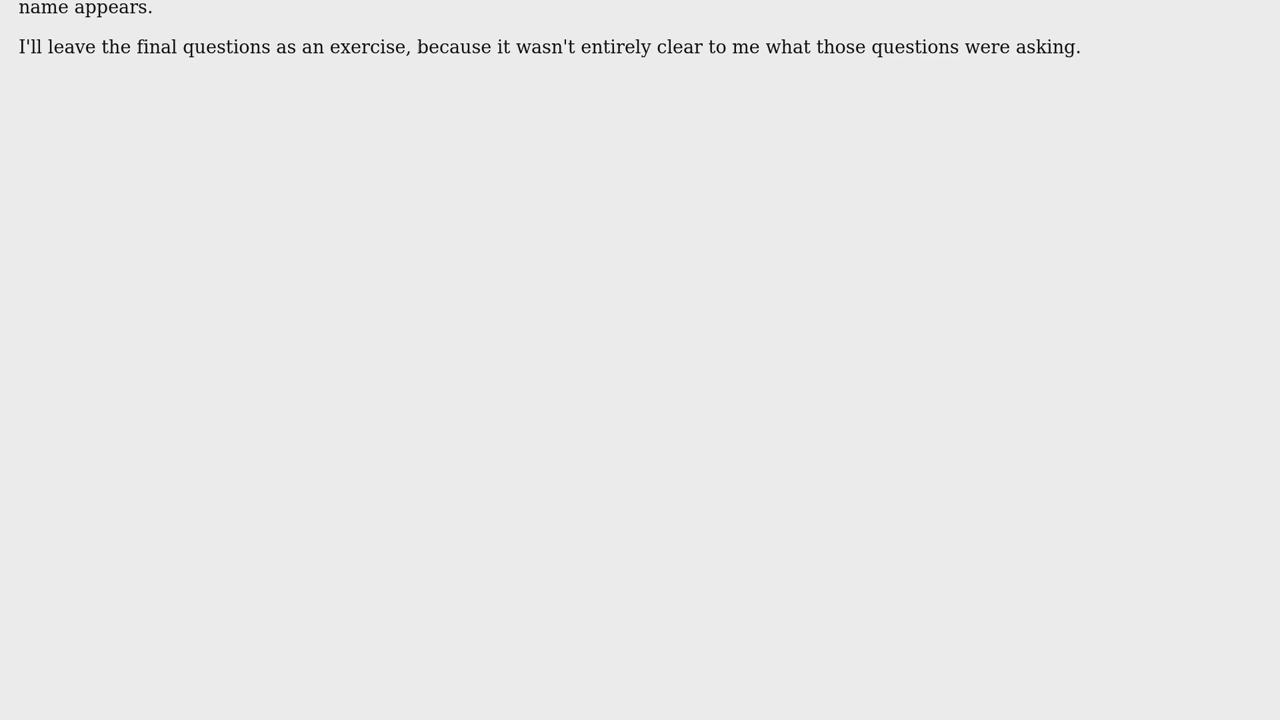 name appears.
I'll leave the final questions as an exercise, because it wasn't entirely clear to me what those questions were asking.